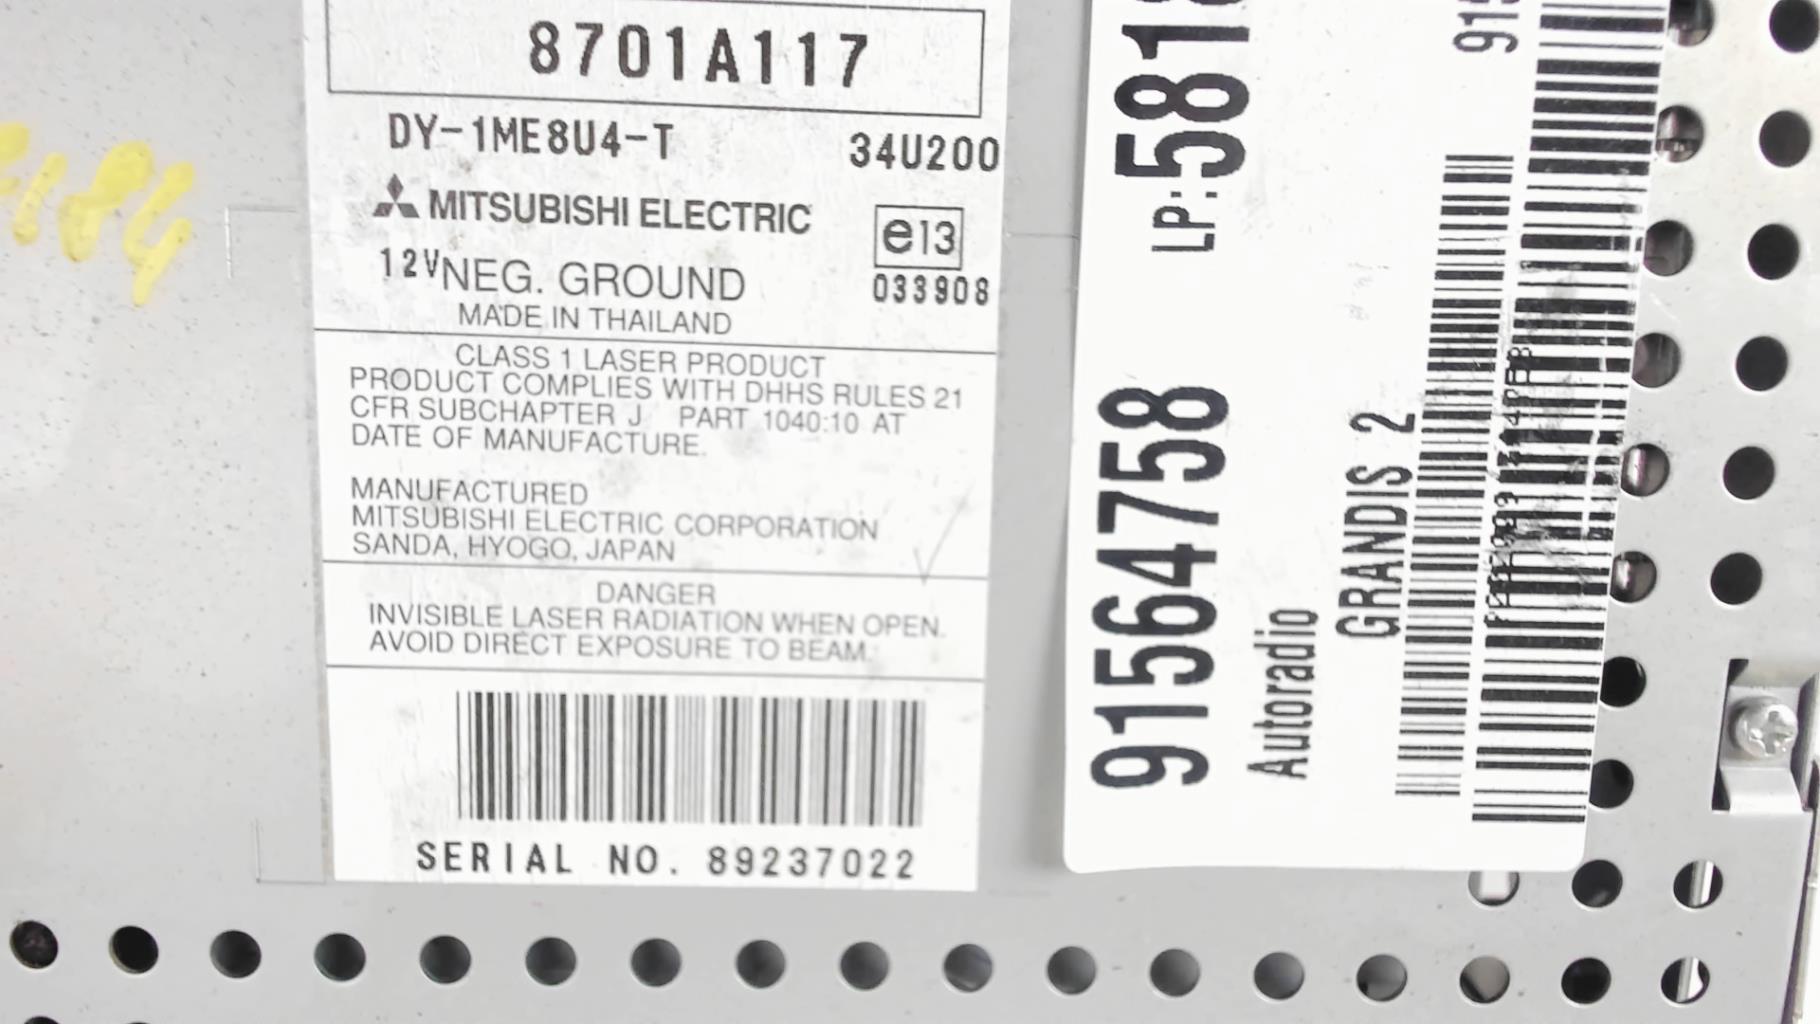 8701A117
DY-1ME8U4-T 34U200
MITSUBISHI ELECTRIC e13
12V NEG. GROUND 033908
MADE IN THAILAND
CLASS 1 LASER PRODUCT
PRODUCT COMPLIES WITH DHHS RULES 21
CFR SUBCHAPTER J PART 1040:10 AT
DATE OF MANUFACTURE.
MANUFACTURED
MITSUBISHI ELECTRIC CORPORATION
SANDA, HYOGO, JAPAN
DANGER
INVISIBLE LASER RADIATION WHEN OPEN.
AVOID DIRECT EXPOSURE TO BEAM.
SERIAL NO. 89237022
91564758 LP:
Autoradio
GRANDIS 2